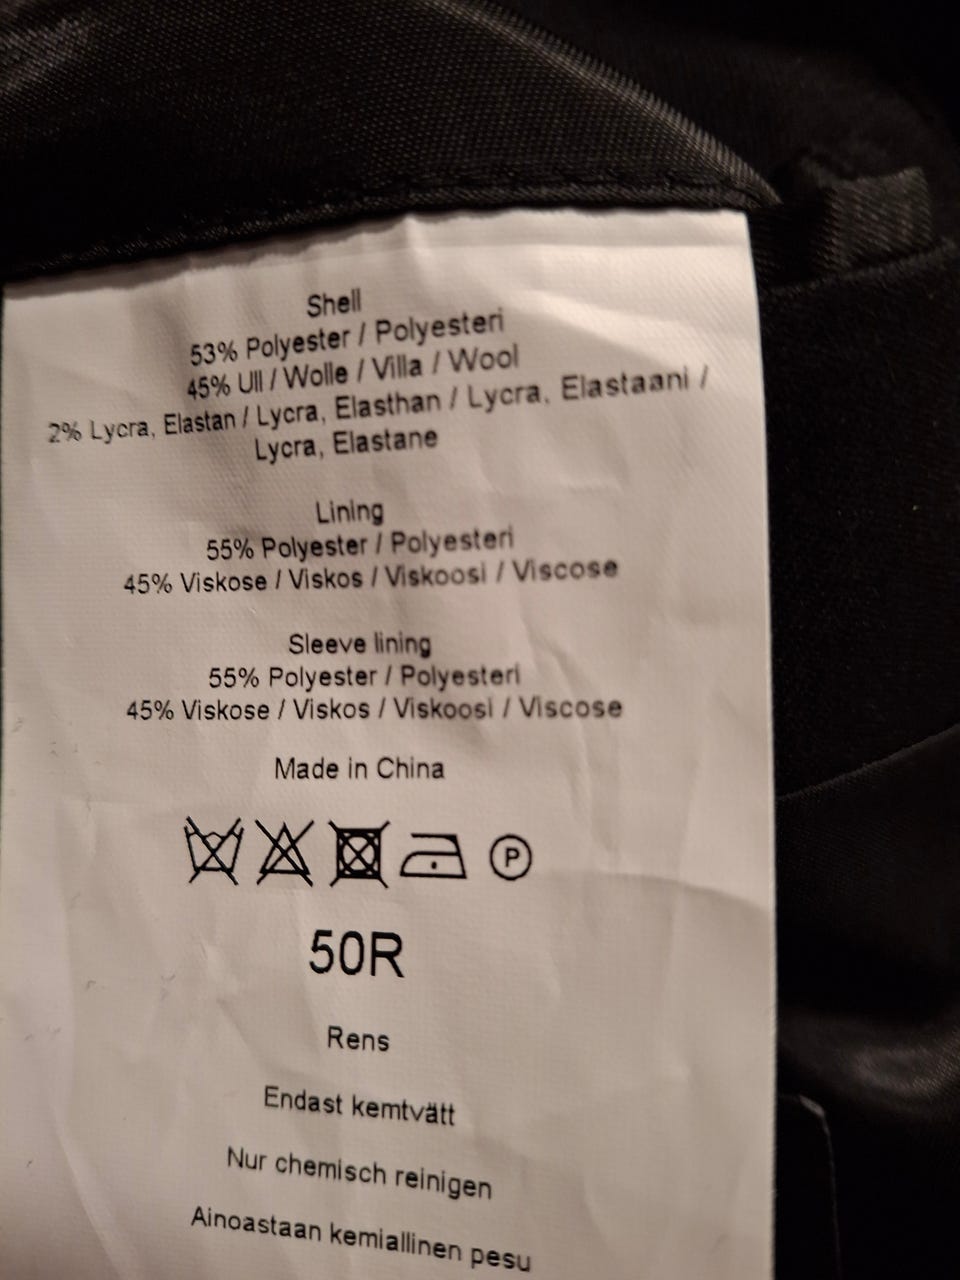 Shell
53% Polyester / Polyesteri
45% Ull / Wolle / Villa / Wool
2% Lycra, Elastan / Lycra, Elasthan / Lycra, Elastaani /
Lycra, Elastane
Lining
55% Polyester / Polyesteri
45% Viskose / Viskos / Viskoosi / Viscose
Sleeve lining
55% Polyester / Polyesteri
45% Viskose / Viskos / Viskoosi / Viscose
Made in China
P
50R
Rens
Endast kemtvätt
Nur chemisch reinigen
Ainoastaan kemiallinen pesu